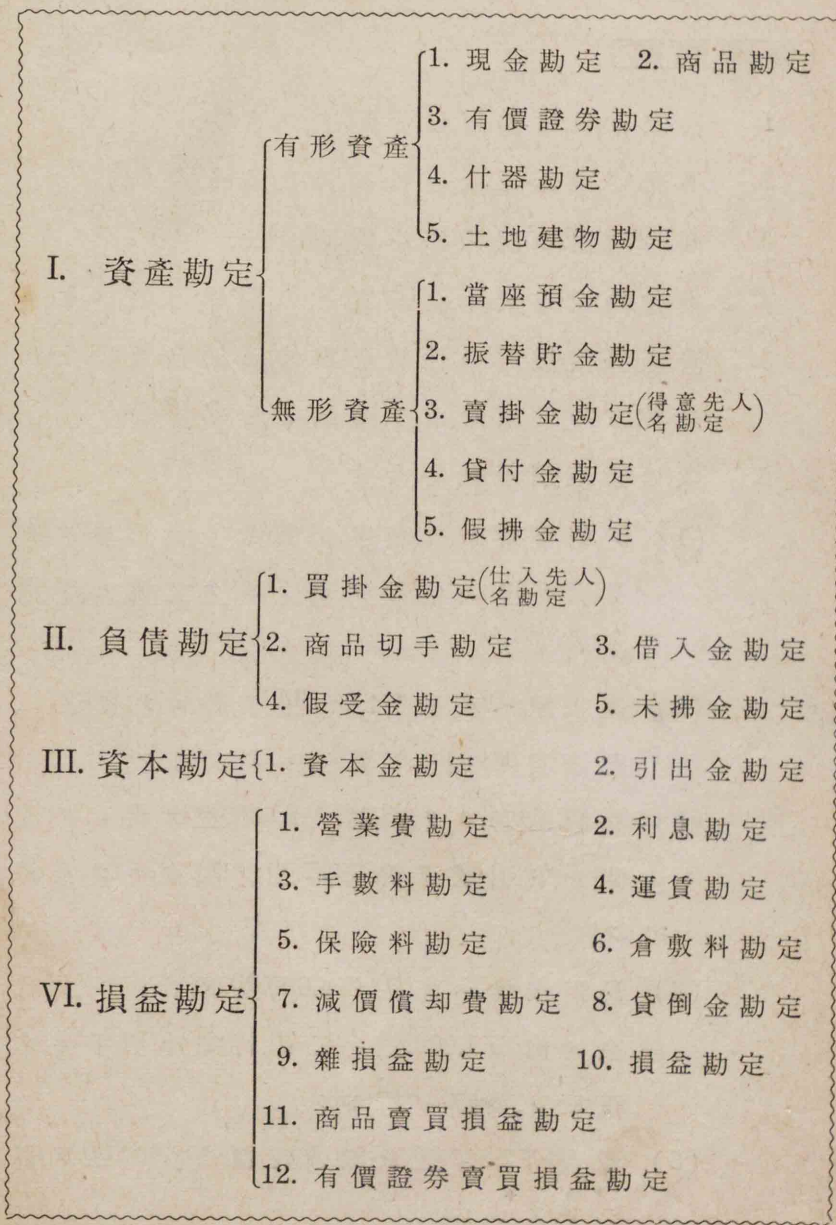 1. 現金勘定 2. 商品勘定
3. 有價證券勘定
有形資產
4. 什器勘定
5. 土地建物勘定
I. 資產勘定
1. 當座預金勘定
2. 振替貯金勘定
無形資產
3. 賣掛金勘定(得意先人名勘定)
4. 貸付金勘定
5. 假拂金勘定
1. 買掛金勘定(仕入先人名勘定)
II. 負債勘定 2. 商品切手勘定 3. 借入金勘定
4. 假受金勘定 5. 未拂金勘定
III. 資本勘定 1. 資本金勘定 2. 引出金勘定
1. 營業費勘定 2. 利息勘定
3. 手數料勘定 4. 運賃勘定
5. 保險料勘定 6. 倉敷料勘定
VI. 損益勘定 7. 減價償却費勘定 8. 貸倒金勘定
9. 雜損益勘定 10. 損益勘定
11. 商品賣買損益勘定
12. 有價證券賣買損益勘定